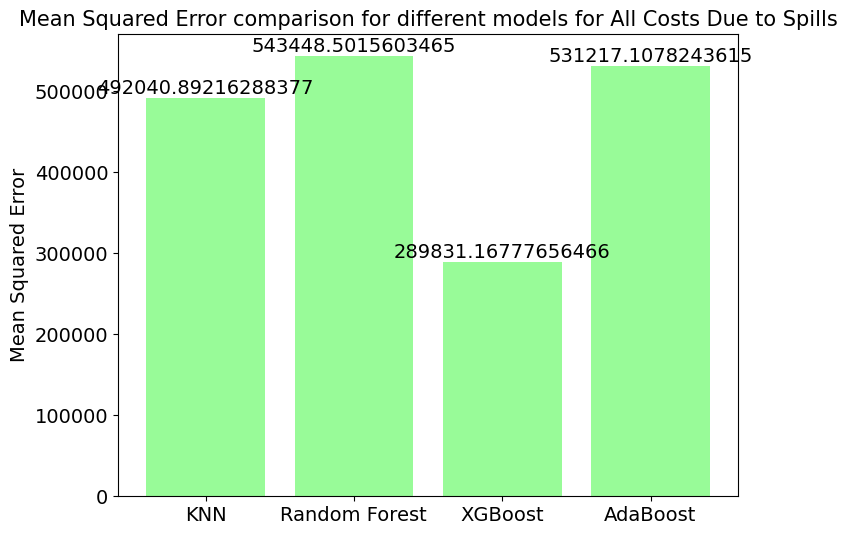 Mean Squared Error comparison for different models for All Costs Due to Spills
543448.5015603465
531217.1078243615
492040.89216288377
289831.16777656466
Mean Squared Error
500000
400000
300000
200000
100000
0
KNN
Random Forest
XGBoost
AdaBoost